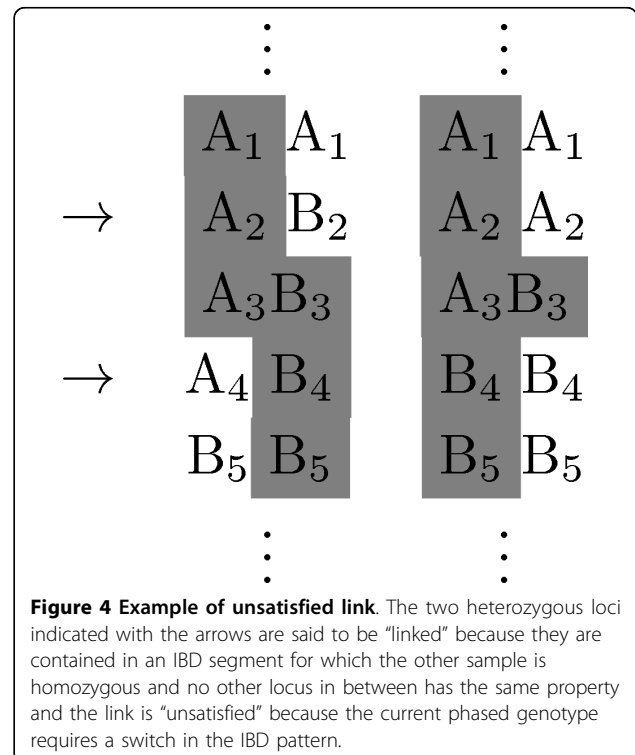 A₁ A₁ A₁ A₁
→ A₂ B₂ A₂ A₂
A₃ B₃ A₃ B₃
→ A₄ B₄ B₄ B₄
B₅ B₅ B₅ B₅
Figure 4 Example of unsatisfied link. The two heterozygous loci
indicated with the arrows are said to be “linked” because they are
contained in an IBD segment for which the other sample is
homozygous and no other locus in between has the same property
and the link is “unsatisfied” because the current phased genotype
requires a switch in the IBD pattern.